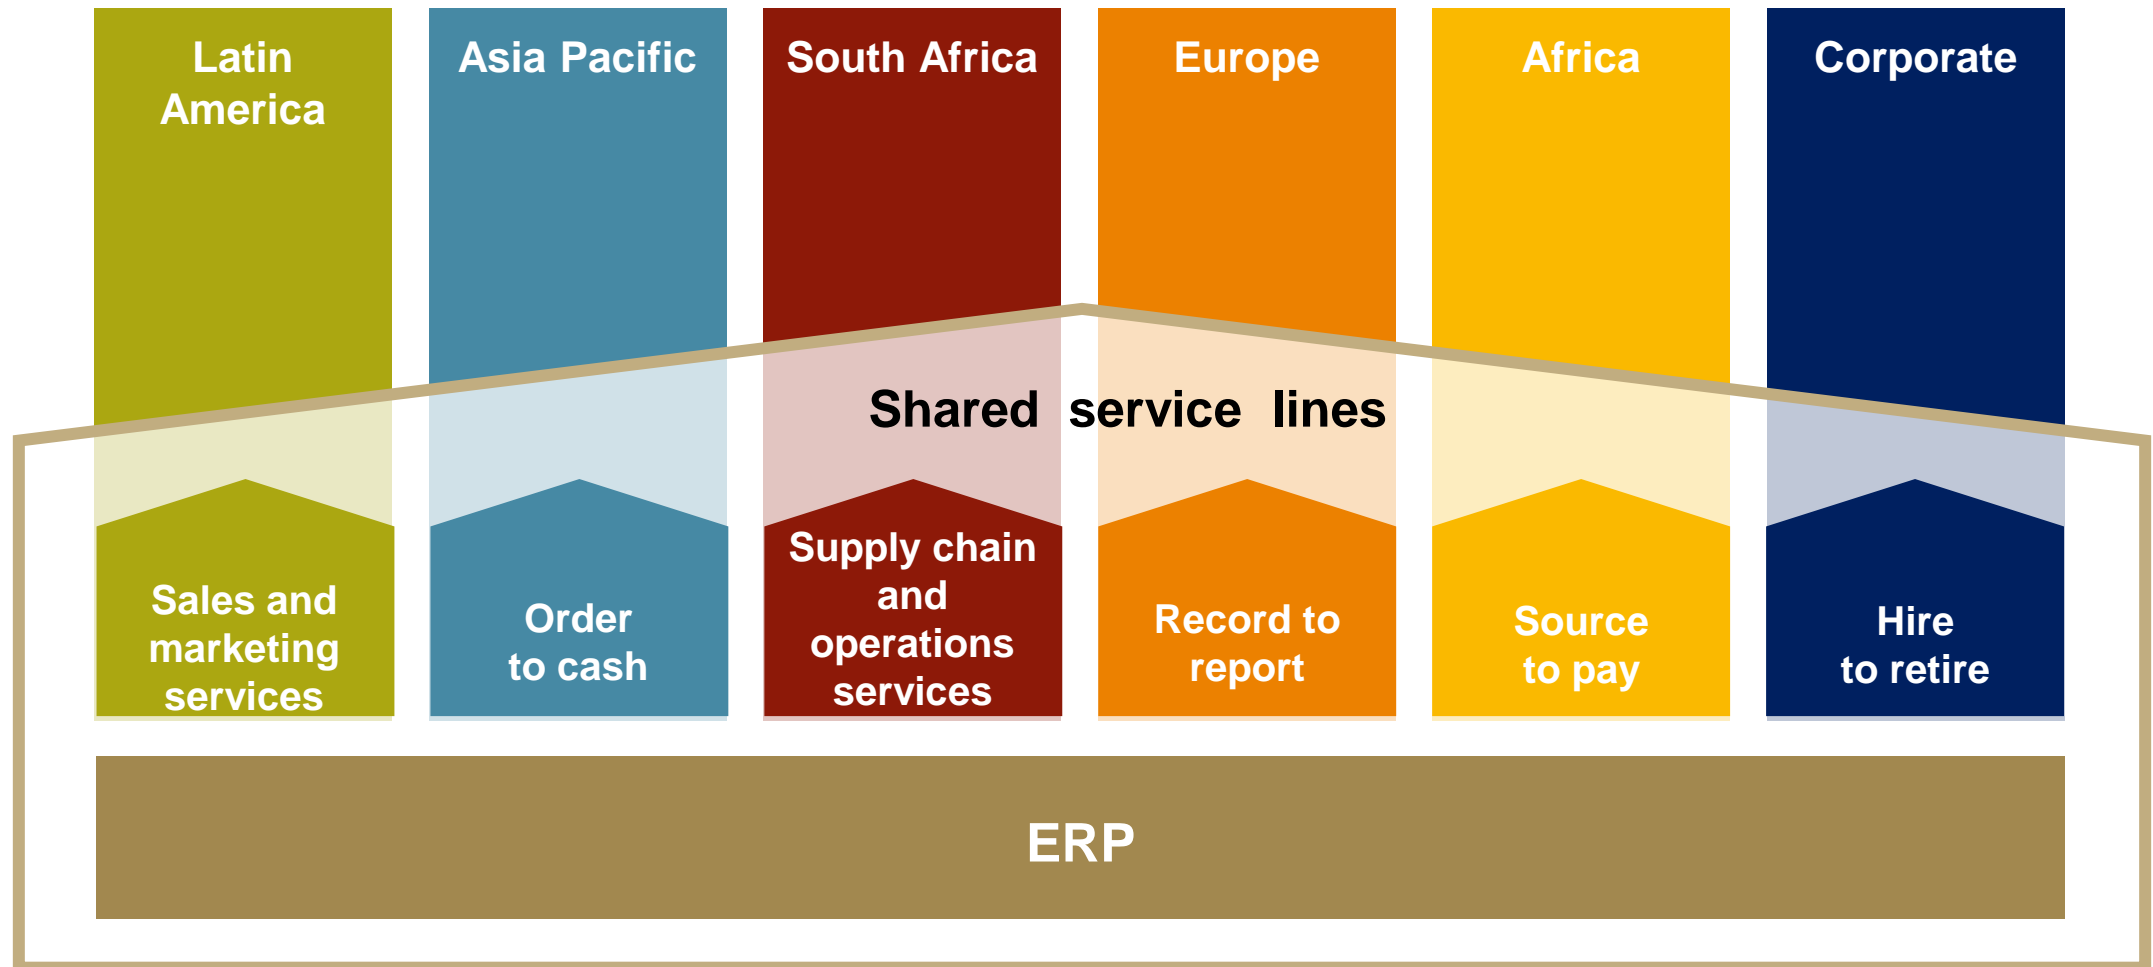 Latin
America
Asia Pacific
South Africa
Europe
Africa
Corporate
Shared service lines
Sales and
marketing
services
Order
to cash
Supply chain
and
operations
services
Record to
report
Source
to pay
Hire
to retire
ERP